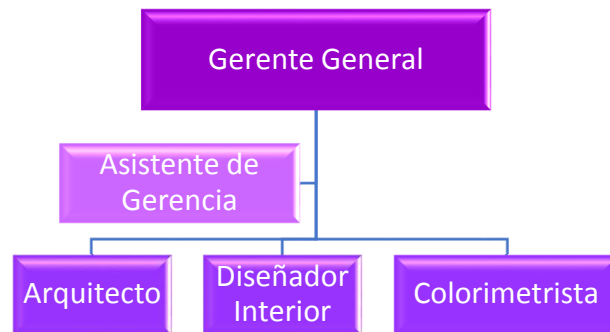 Gerente General
Asistente de
Gerencia
Arquitecto
Diseñador
Interior
Colorimetrista